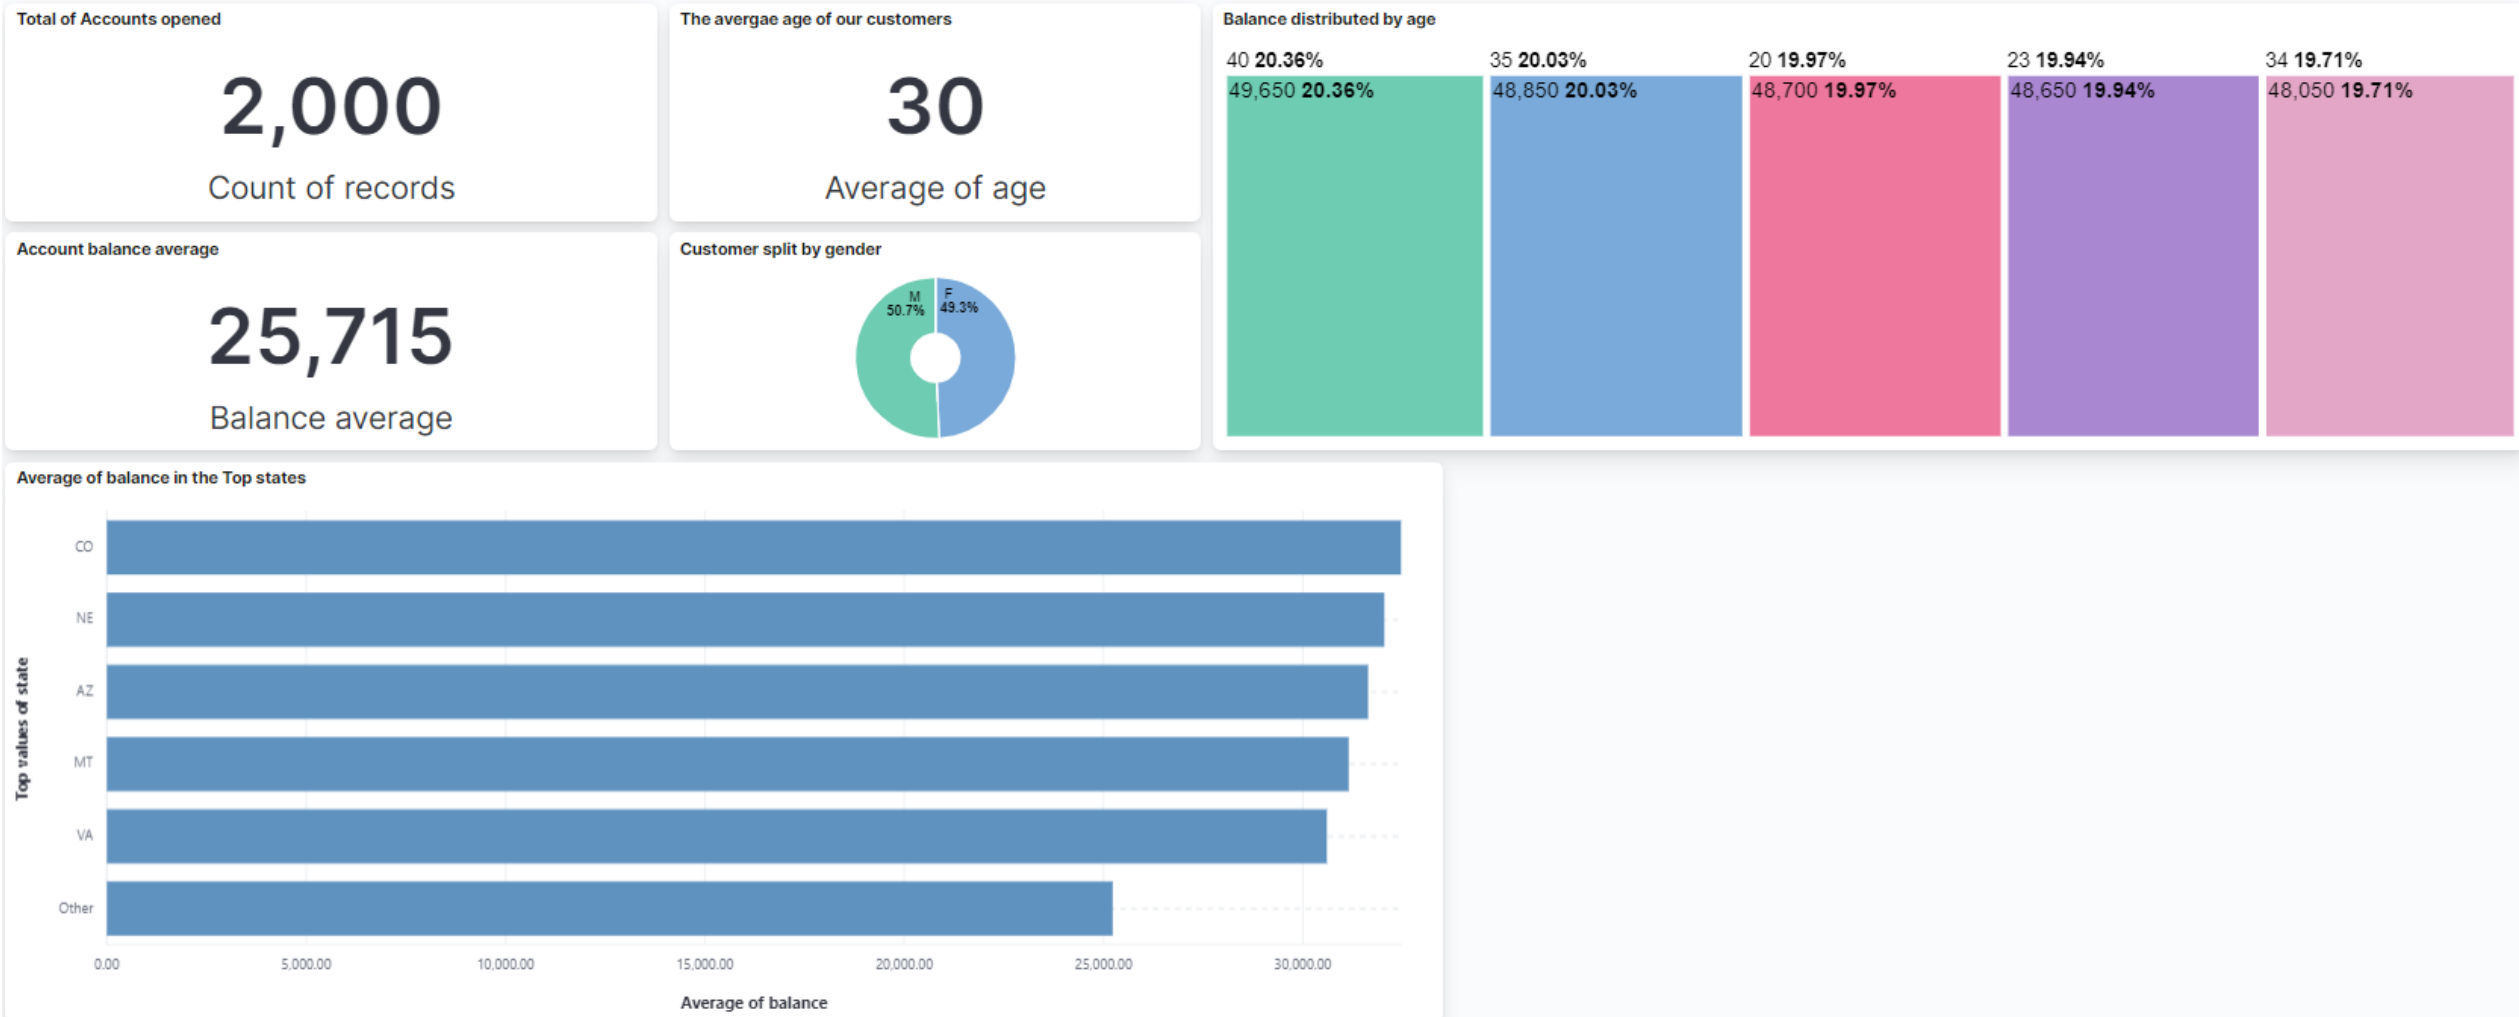 Total of Accounts opened
2,000
Count of records
The avergae age of our customers
30
Average of age
Balance distributed by age
40 20.36%
35 20.03%
20 19.97%
23 19.94%
34 19.71%
49,650 20.36%
48,850 20.03%
48,700 19.97%
48,650 19.94%
48,050 19.71%
Account balance average
25,715
Balance average
Customer split by gender
M
50.7%
F
49.3%
Average of balance in the Top states
Top values of state
CO
NE
AZ
MT
VA
Other
0.00
5,000.00
10,000.00
15,000.00
20,000.00
25,000.00
30,000.00
Average of balance